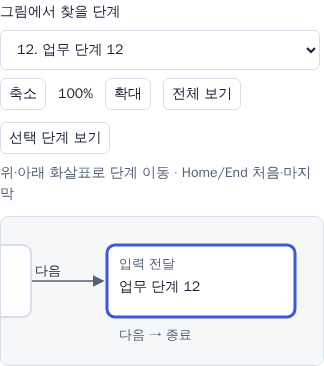 그림에서 찾을 단계
12. 업무 단계 12
축소 100% 확대 전체 보기
선택 단계 보기
위·아래 화살표로 단계 이동 · Home/End 처음·마지
막
입력 전달
다음
업무 단계 12
다음 → 종료